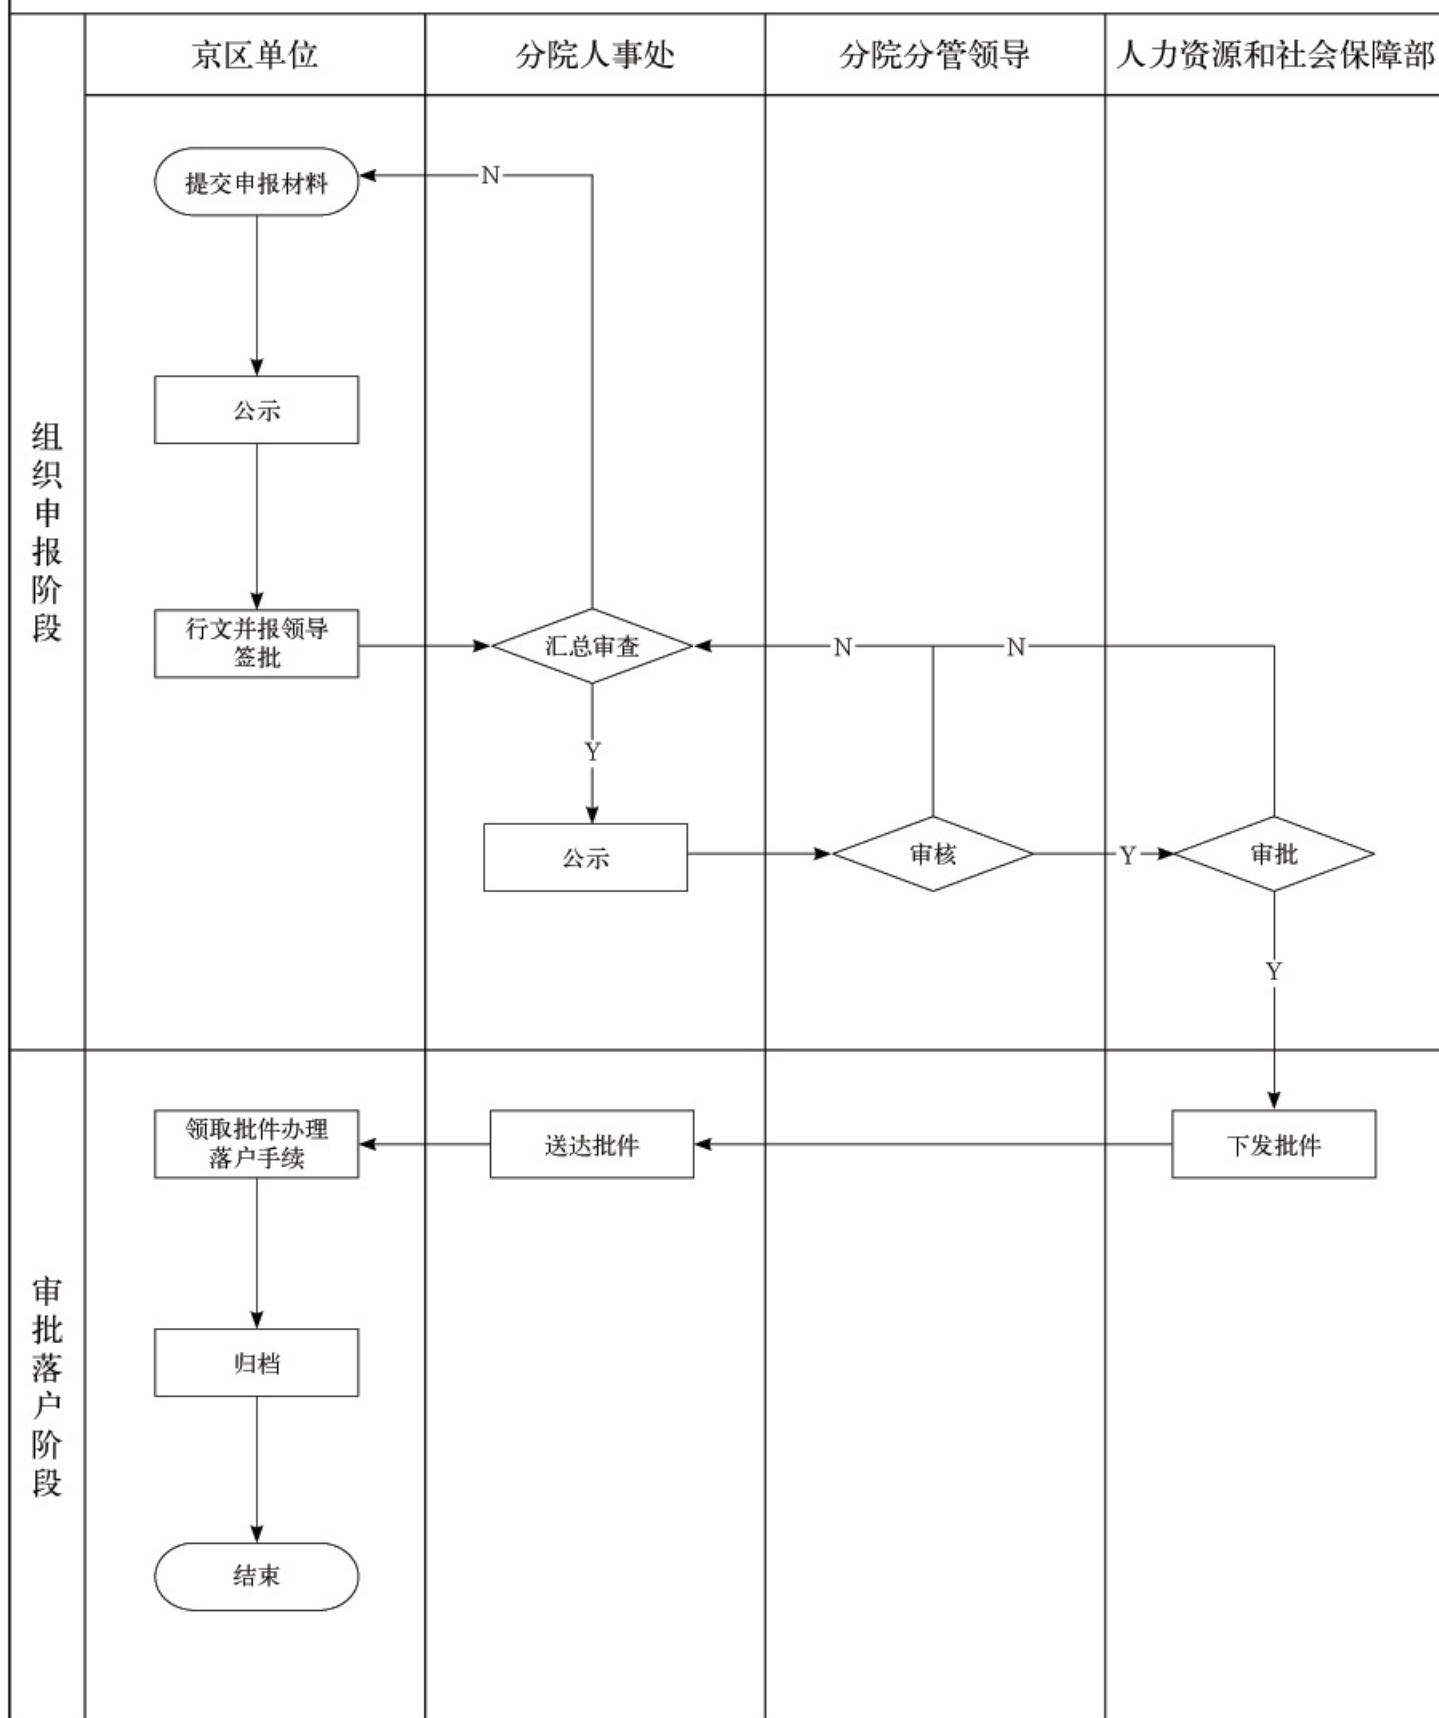 京区单位
分院人事处
分院分管领导
人力资源和社会保障部
组织申报阶段
提交申报材料
N
公示
行文并报领导
签批
汇总审查
N
N
Y
公示
审核
Y
审批
Y
审批落户阶段
领取批件办理
落户手续
送达批件
下发批件
归档
结束